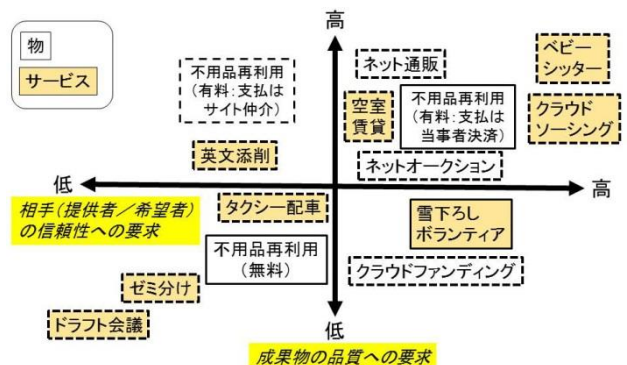 物
サービス
高
不用品再利用
(有料:支払は
サイト仲介)
ネット通販
ベビー
シッター
空室
賃貸
不用品再利用
(有料:支払は
当事者決済)
クラウド
ソーシング
英文添削
ネットオークション
低
高
相手(提供者/希望者)
の信頼性への要求
タクシー配車
雪下ろし
ボランティア
不用品再利用
(無料)
クラウドファンディング
ゼミ分け
ドラフト会議
低
成果物の品質への要求